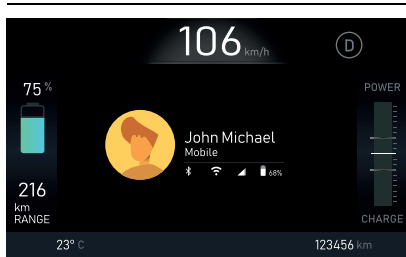 106 km/h
D
75 %
POWER
John Michael
Mobile
68%
216
km
RANGE
CHARGE
23° C
123456 km